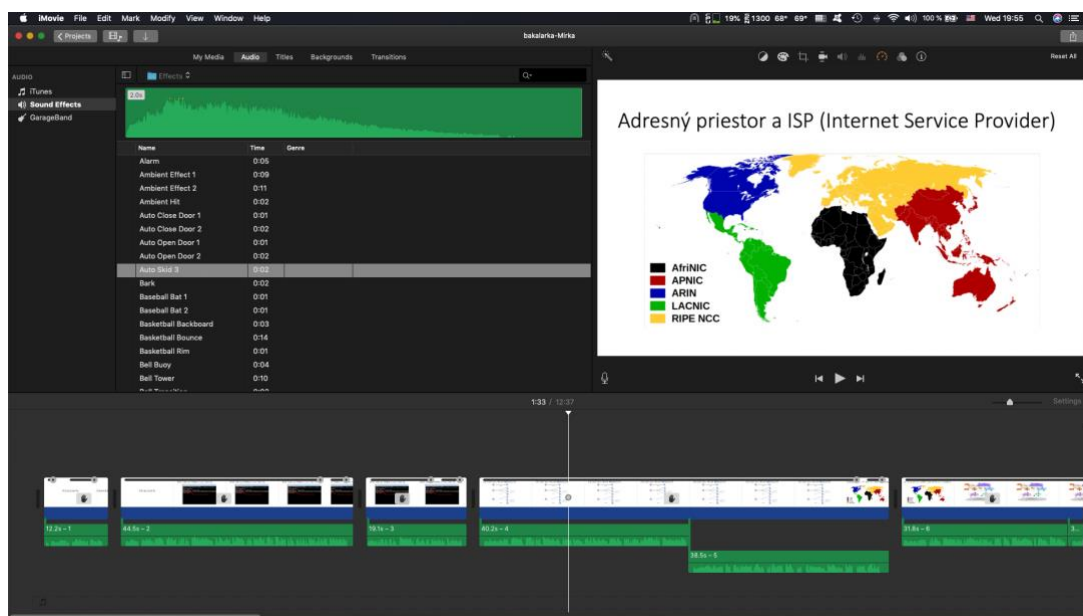 iMovie File Edit Mark Modify View Window Help
19% 1300 68° 69° 100 % Wed 19:55
Projects
bakalarka-Mirka
My Media Audio Titles Backgrounds Transitions
Reset All
AUDIO
iTunes
Sound Effects
GarageBand
Effects
2.0s
Name Time Genre
Alarm 0:05
Ambient Effect 1 0:09
Ambient Effect 2 0:11
Ambient Hit 0:02
Auto Close Door 1 0:01
Auto Close Door 2 0:02
Auto Open Door 1 0:01
Auto Open Door 2 0:02
Auto Skid 3 0:02
Bark 0:02
Baseball Bat 1 0:01
Baseball Bat 2 0:01
Basketball Backboard 0:03
Basketball Bounce 0:14
Basketball Rim 0:01
Bell Buoy 0:04
Bell Tower 0:10
Adresný priestor a ISP (Internet Service Provider)
AfriNIC
APNIC
ARIN
LACNIC
RIPE NCC
1:33 / 12:37
Settings
12.2s – 1
44.5s – 2
19.1s – 3
40.2s – 4
38.5s – 5
31.8s – 6
3...